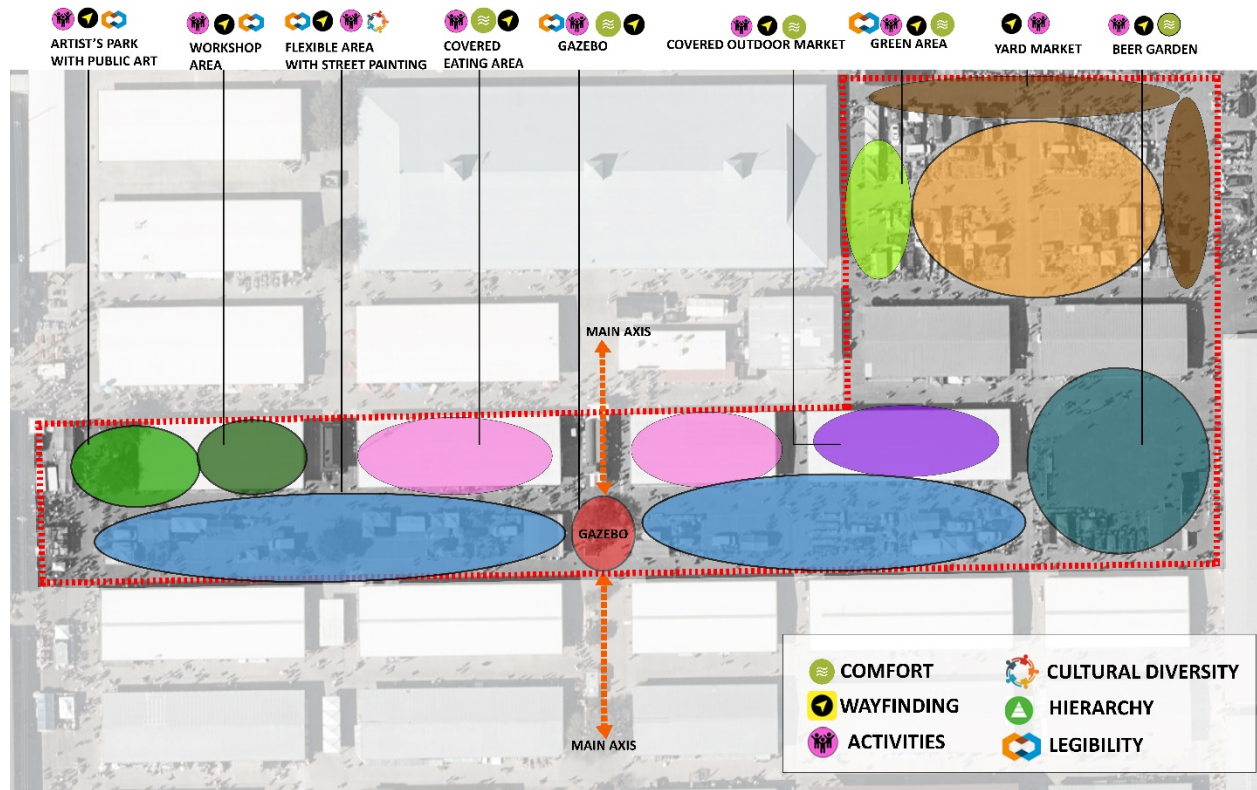 ARTIST'S PARK
WITH PUBLIC ART
WORKSHOP
AREA
FLEXIBLE AREA
WITH STREET PAINTING
COVERED
EATING AREA
GAZEBO
COVERED OUTDOOR MARKET
GREEN AREA
YARD MARKET
BEER GARDEN
MAIN AXIS
GAZEBO
MAIN AXIS
COMFORT
WAYFINDING
ACTIVITIES
CULTURAL DIVERSITY
HIERARCHY
LEGIBILITY